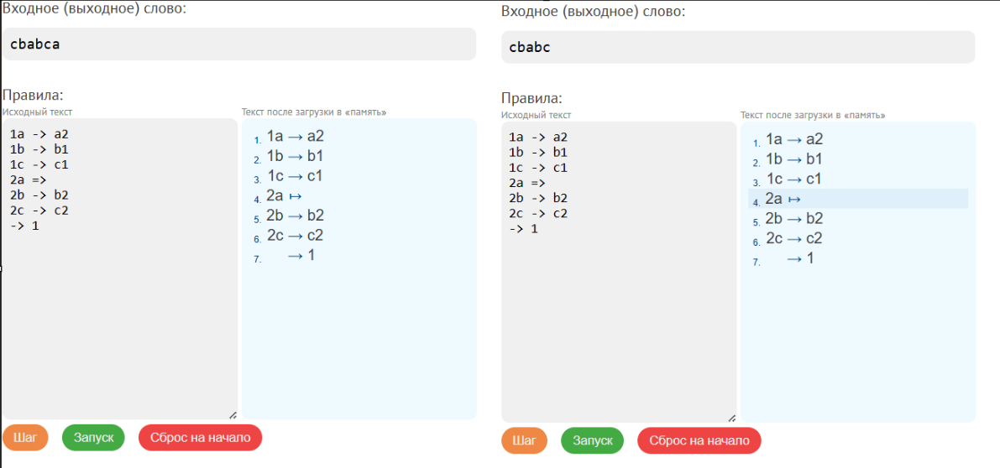 Входное (выходное) слово:
cbabca
Правила:
Исходный текст
Текст после загрузки в «память»
1a -> a2
1b -> b1
1c -> c1
2a =>
2b -> b2
2c -> c2
-> 1
1. 1a → a2
2. 1b → b1
3. 1c → c1
4. 2a ↦
5. 2b → b2
6. 2c → c2
7. → 1
Шаг
Запуск
Сброс на начало
Входное (выходное) слово:
cbabc
Правила:
Исходный текст
Текст после загрузки в «память»
1a -> a2
1b -> b1
1c -> c1
2a =>
2b -> b2
2c -> c2
-> 1
1. 1a → a2
2. 1b → b1
3. 1c → c1
4. 2a ↦
5. 2b → b2
6. 2c → c2
7. → 1
Шаг
Запуск
Сброс на начало